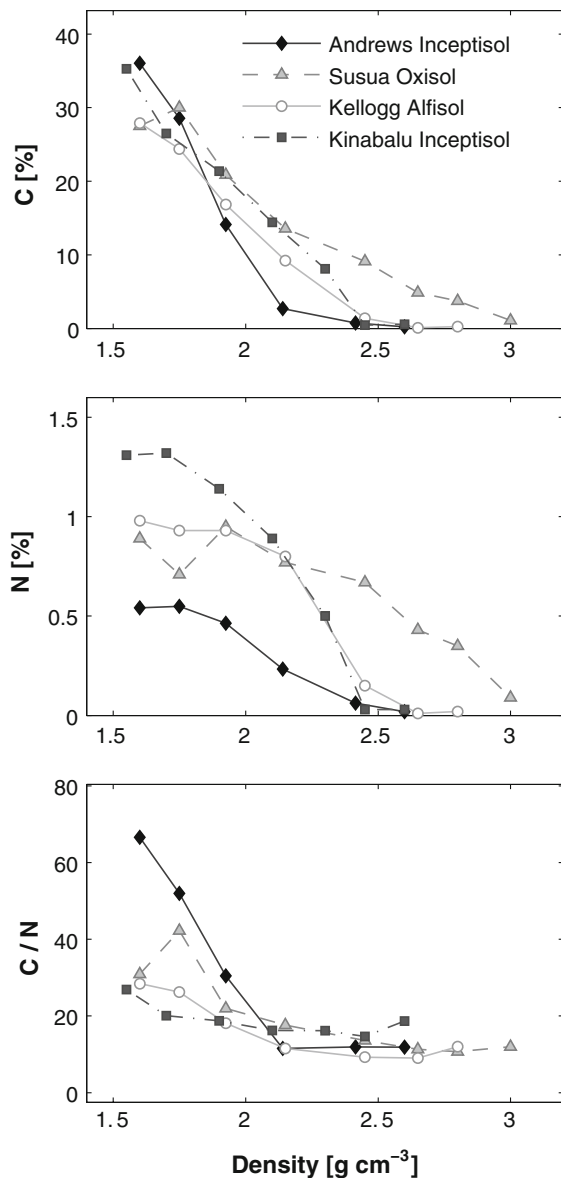 40
30
20
10
0
C [%]
Andrews Inceptisol
Susua Oxisol
Kellogg Alfisol
Kinabalu Inceptisol
1.5 2 2.5 3
1.5
1
0.5
0
N [%]
1.5 2 2.5 3
80
60
40
20
0
C / N
1.5 2 2.5 3
Density [g cm⁻³]